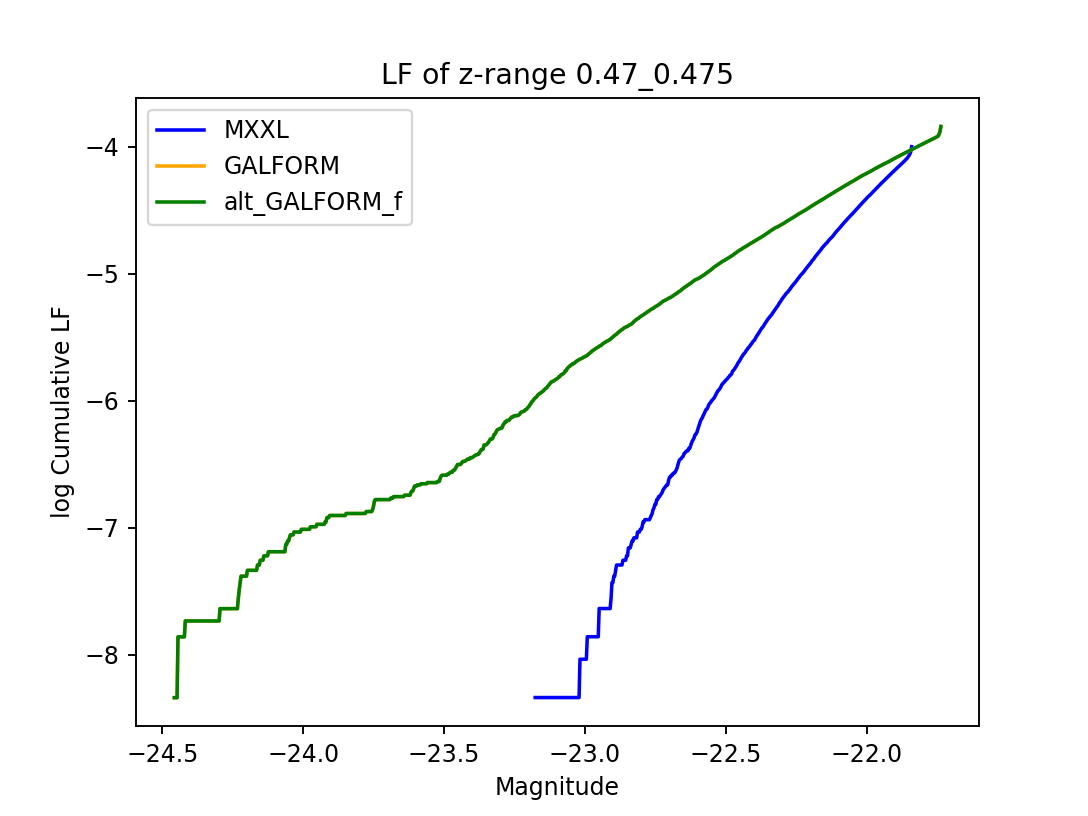 LF of z-range 0.47_0.475
MXXL
GALFORM
alt_GALFORM_f
log Cumulative LF
−4
−5
−6
−7
−8
−24.5 −24.0 −23.5 −23.0 −22.5 −22.0
Magnitude